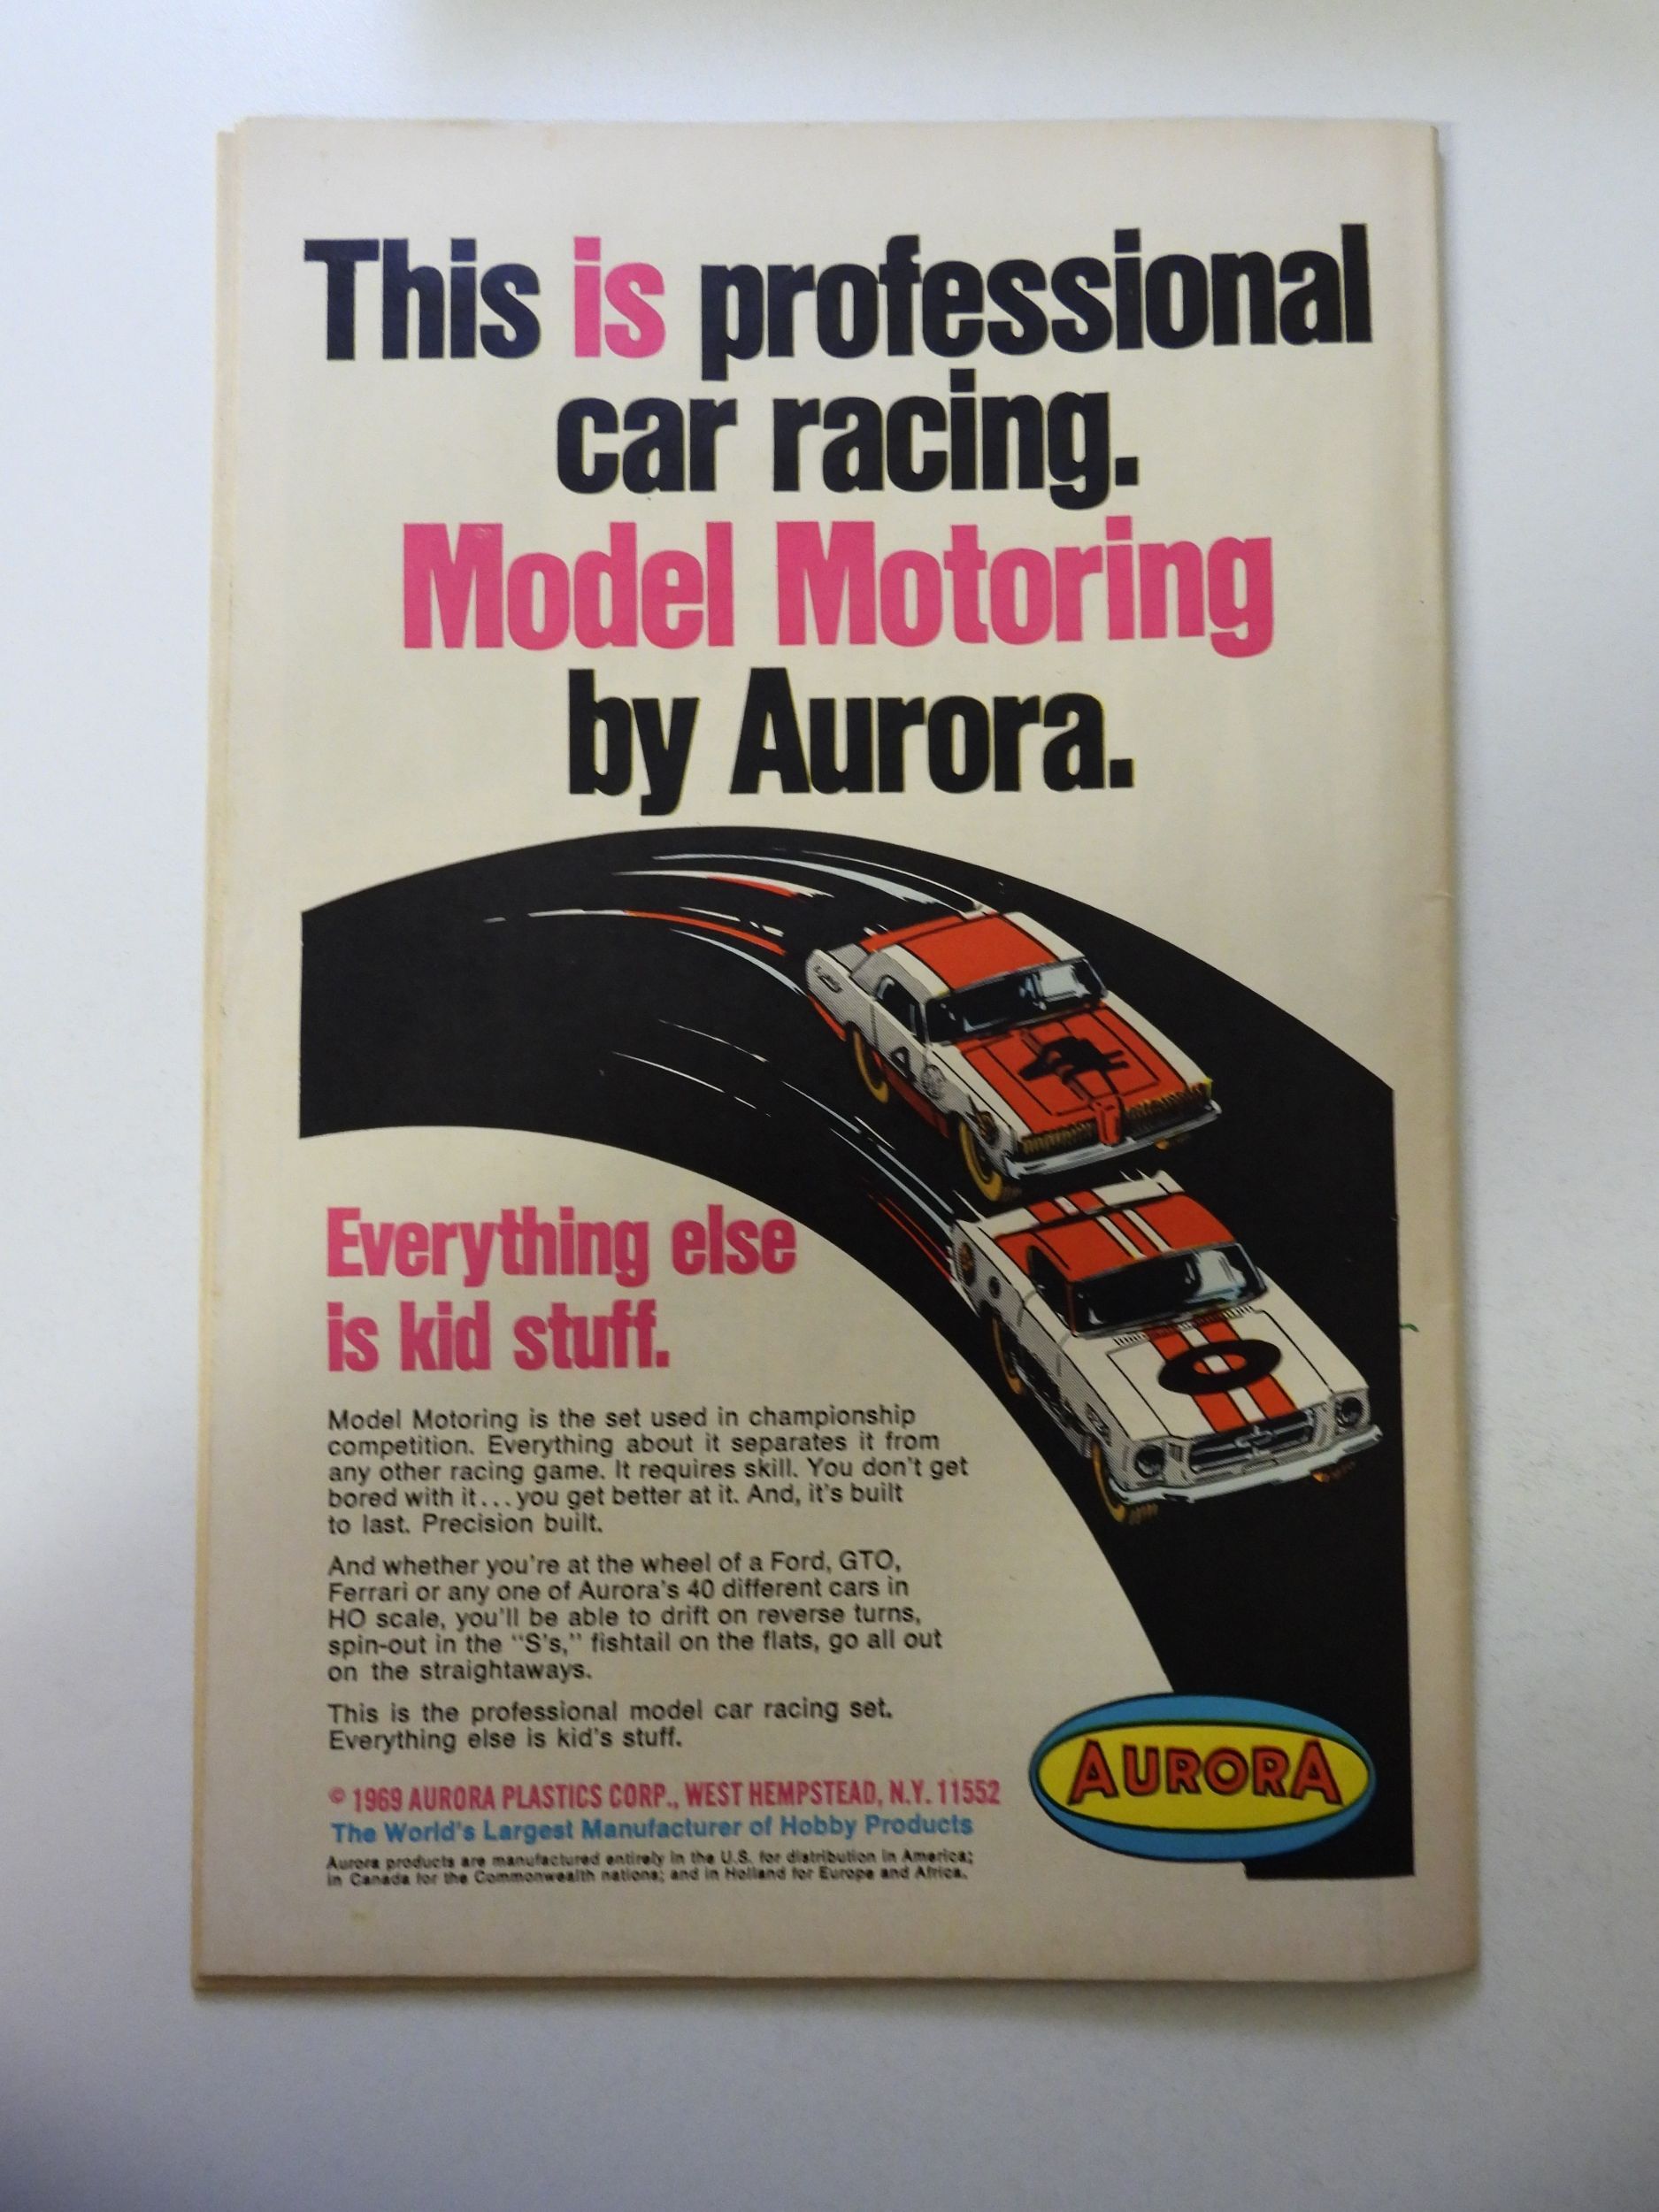 This is professional
car racing.
Model Motoring
by Aurora.
4
Everything else
is kid stuff.
Model Motoring is the set used in championship
competition. Everything about it separates it from
any other racing game. It requires skill. You don't get
bored with it...you get better at it. And, it's built
to last. Precision built.
And whether you're at the wheel of a Ford, GTO,
Ferrari or any one of Aurora's 40 different cars in
HO scale, you'll be able to drift on reverse turns,
spin-out in the "S's," fishtail on the flats, go all out
on the straightaways.
This is the professional model car racing set.
Everything else is kid's stuff.
© 1969 AURORA PLASTICS CORP., WEST HEMPSTEAD, N.Y. 11552
The World's Largest Manufacturer of Hobby Products
Aurora products are manufactured entirely in the U.S. for distribution in America;
in Canada for the Commonwealth nations; and in Holland for Europe and Africa.
AURORA